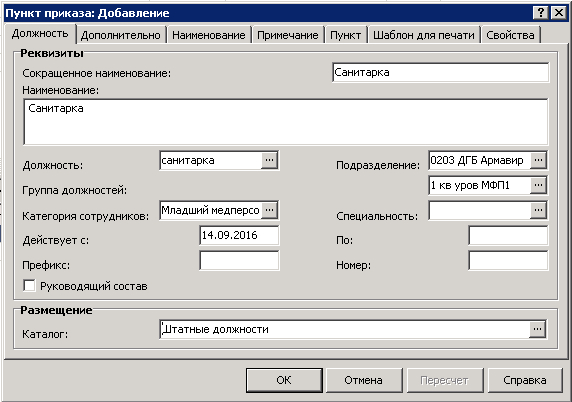 Пункт приказа: Добавление
Должность Дополнительно Наименование Примечание Пункт Шаблон для печати Свойства
Реквизиты
Сокращенное наименование: Санитарка
Наименование:
Санитарка
Должность: санитарка ... Подразделение: 0203 ДГБ Армавир ...
Группа должностей: 1 кв уров МФП1 ...
Категория сотрудников: Младший медперсо ... Специальность: ...
Действует с: 14.09.2016 По:
Префикс: Номер:
Руководящий состав
Размещение
Каталог: Штатные должности ...
OK Отмена Пересчет Справка